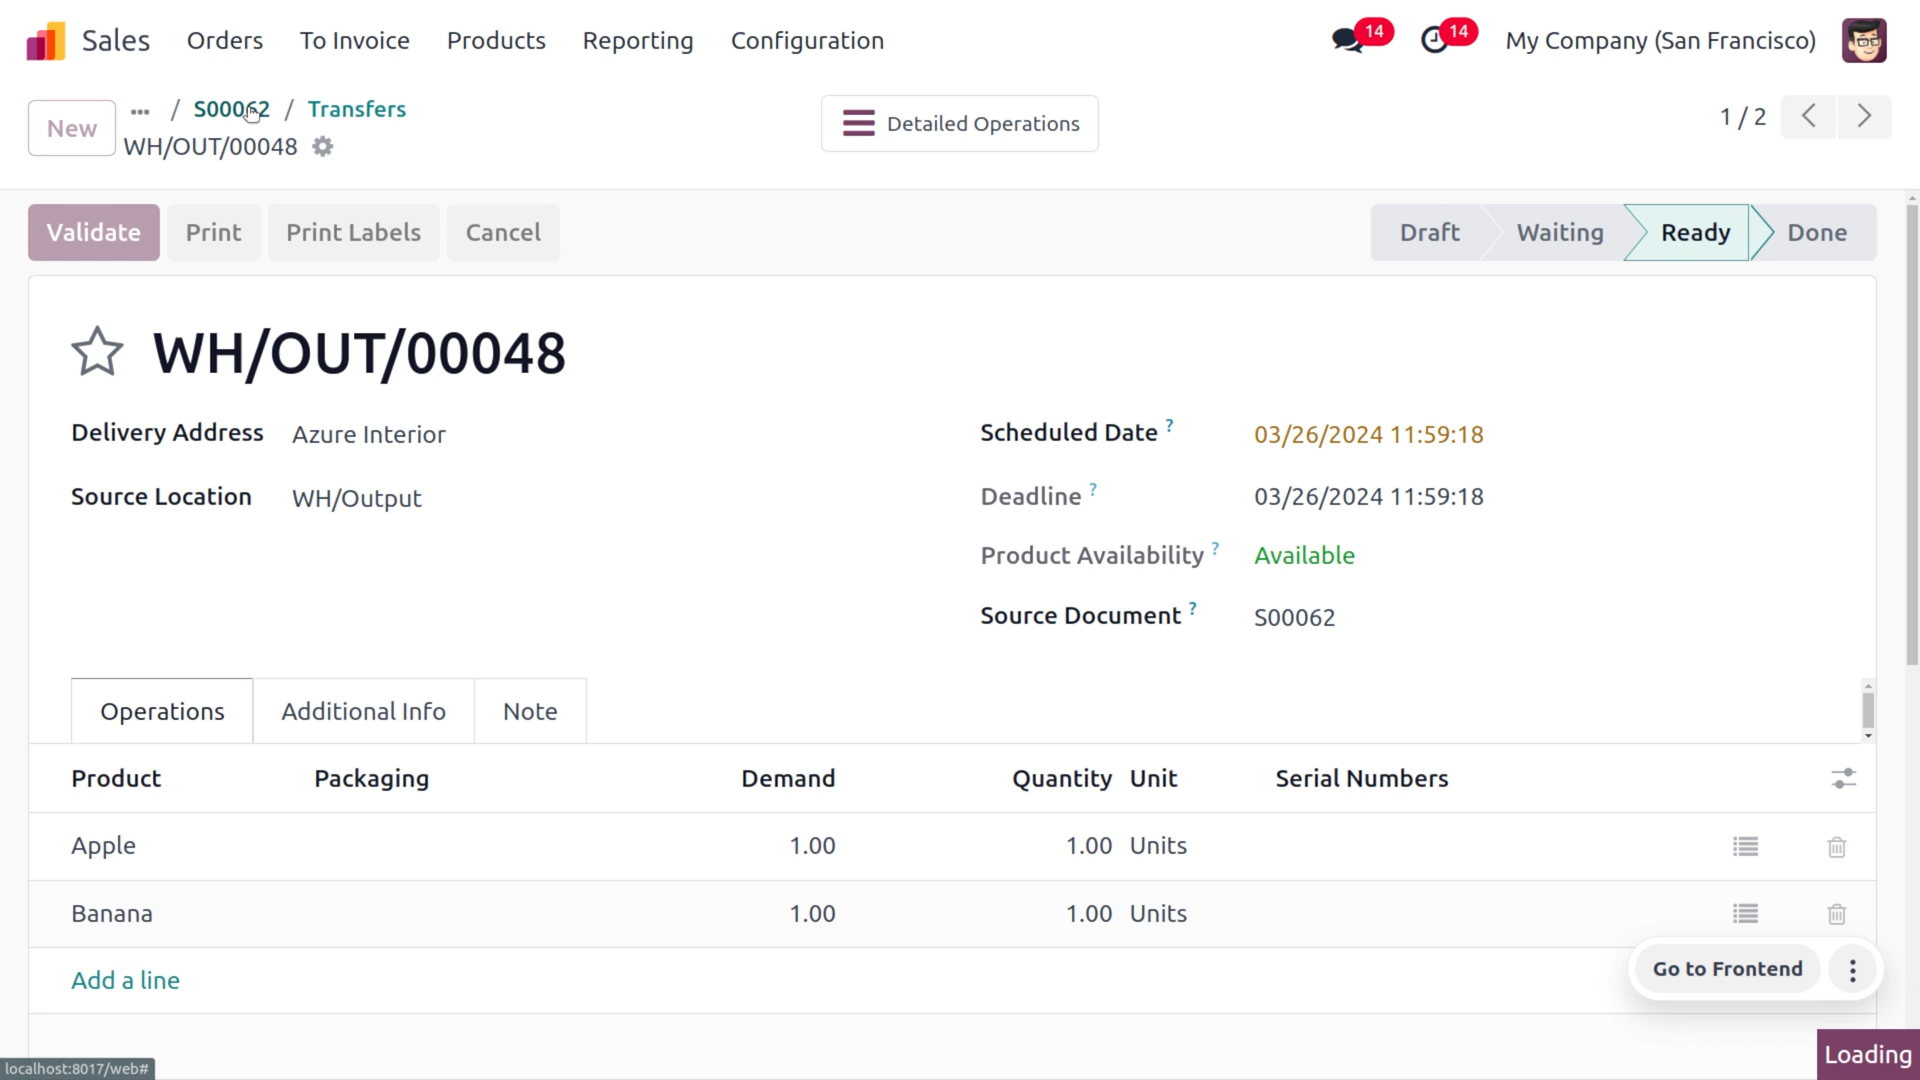 Sales Orders To Invoice Products Reporting Configuration 14 14 My Company (San Francisco)
New ... / S00062 / Transfers
WH/OUT/00048
Detailed Operations
1 / 2
Validate Print Print Labels Cancel Draft Waiting Ready Done
WH/OUT/00048
Delivery Address Azure Interior Scheduled Date ? 03/26/2024 11:59:18
Source Location WH/Output Deadline ? 03/26/2024 11:59:18
Product Availability ? Available
Source Document ? S00062
Operations Additional Info Note
Product Packaging Demand Quantity Unit Serial Numbers
Apple 1.00 1.00 Units
Banana 1.00 1.00 Units
Add a line
Go to Frontend
Loading
localhost:8017/web#